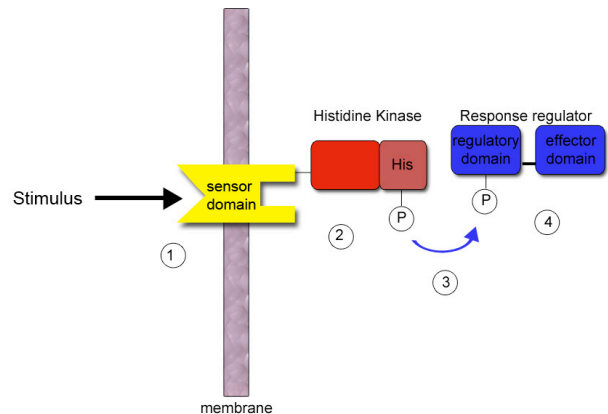 Histidine Kinase
Response regulator
regulatory
domain
effector
domain
His
sensor
domain
Stimulus
P
P
1
2
3
4
membrane